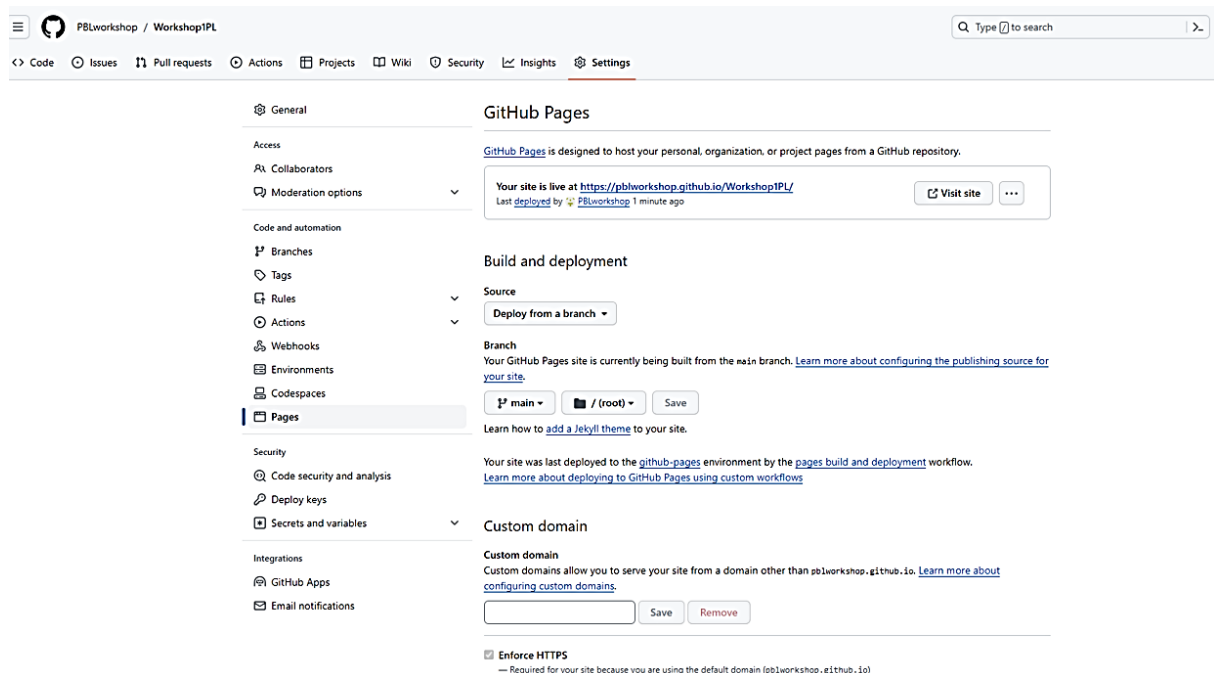 PBLworkshop / Workshop1PL
Type / to search
Code Issues Pull requests Actions Projects Wiki Security Insights Settings
General
Access
Collaborators
Moderation options
Code and automation
Branches
Tags
Rules
Actions
Webhooks
Environments
Codespaces
Pages
Security
Code security and analysis
Deploy keys
Secrets and variables
Integrations
GitHub Apps
Email notifications
GitHub Pages
GitHub Pages is designed to host your personal, organization, or project pages from a GitHub repository.
Your site is live at https://pblworkshop.github.io/Workshop1PL/
Last deployed by PBLworkshop 1 minute ago
Visit site
Build and deployment
Source
Deploy from a branch
Branch
Your GitHub Pages site is currently being built from the main branch. Learn more about configuring the publishing source for
your site.
main / (root) Save
Learn how to add a Jekyll theme to your site.
Your site was last deployed to the github-pages environment by the pages build and deployment workflow.
Learn more about deploying to GitHub Pages using custom workflows
Custom domain
Custom domain
Custom domains allow you to serve your site from a domain other than pblworkshop.github.io. Learn more about
configuring custom domains.
Save Remove
Enforce HTTPS
— Required for your site because you are using the default domain (pblworkshop.github.io)